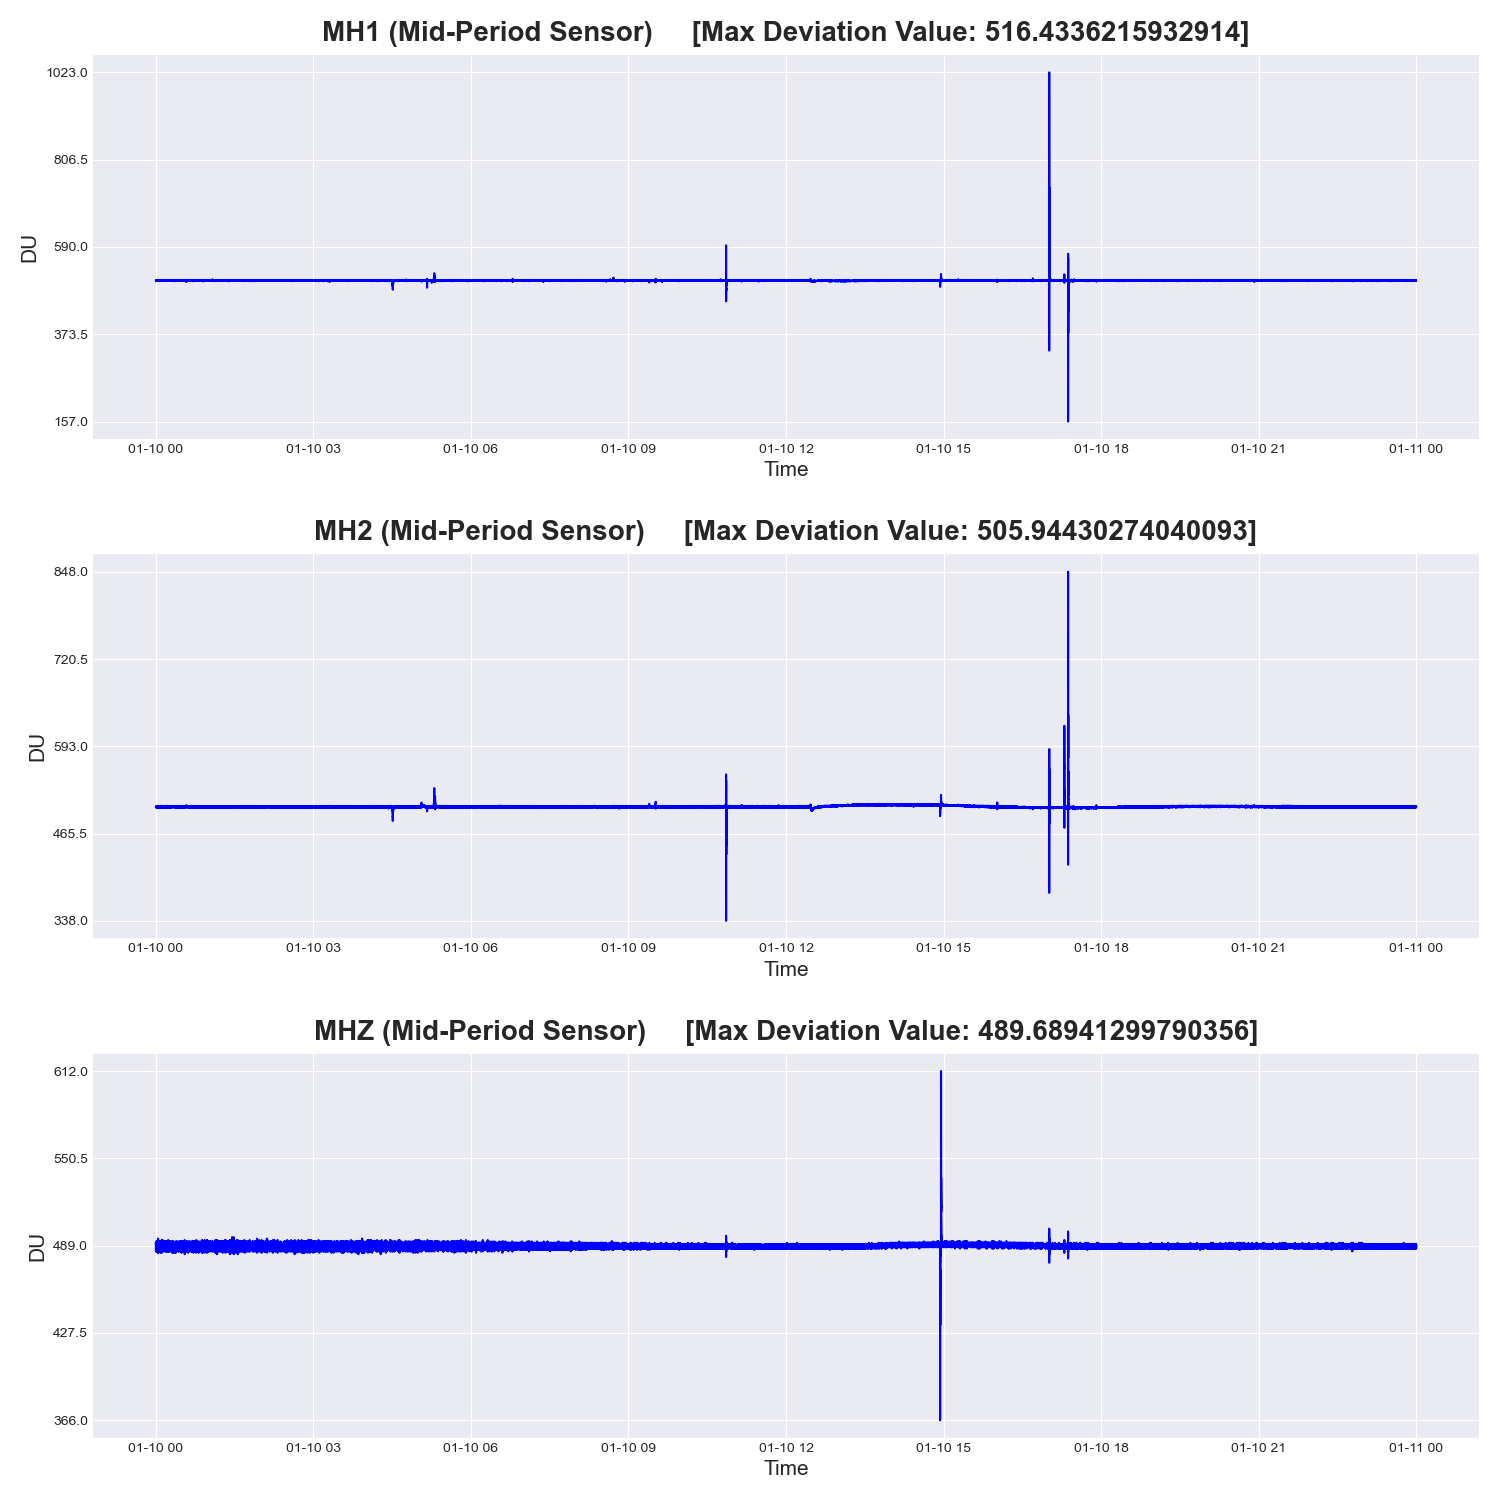 MH1 (Mid-Period Sensor) [Max Deviation Value: 516.4336215932914]
DU
1023.0
806.5
590.0
373.5
157.0
01-10 00 01-10 03 01-10 06 01-10 09 01-10 12 01-10 15 01-10 18 01-10 21 01-11 00
Time
MH2 (Mid-Period Sensor) [Max Deviation Value: 505.94430274040093]
DU
848.0
720.5
593.0
465.5
338.0
01-10 00 01-10 03 01-10 06 01-10 09 01-10 12 01-10 15 01-10 18 01-10 21 01-11 00
Time
MHZ (Mid-Period Sensor) [Max Deviation Value: 489.68941299790356]
DU
612.0
550.5
489.0
427.5
366.0
01-10 00 01-10 03 01-10 06 01-10 09 01-10 12 01-10 15 01-10 18 01-10 21 01-11 00
Time